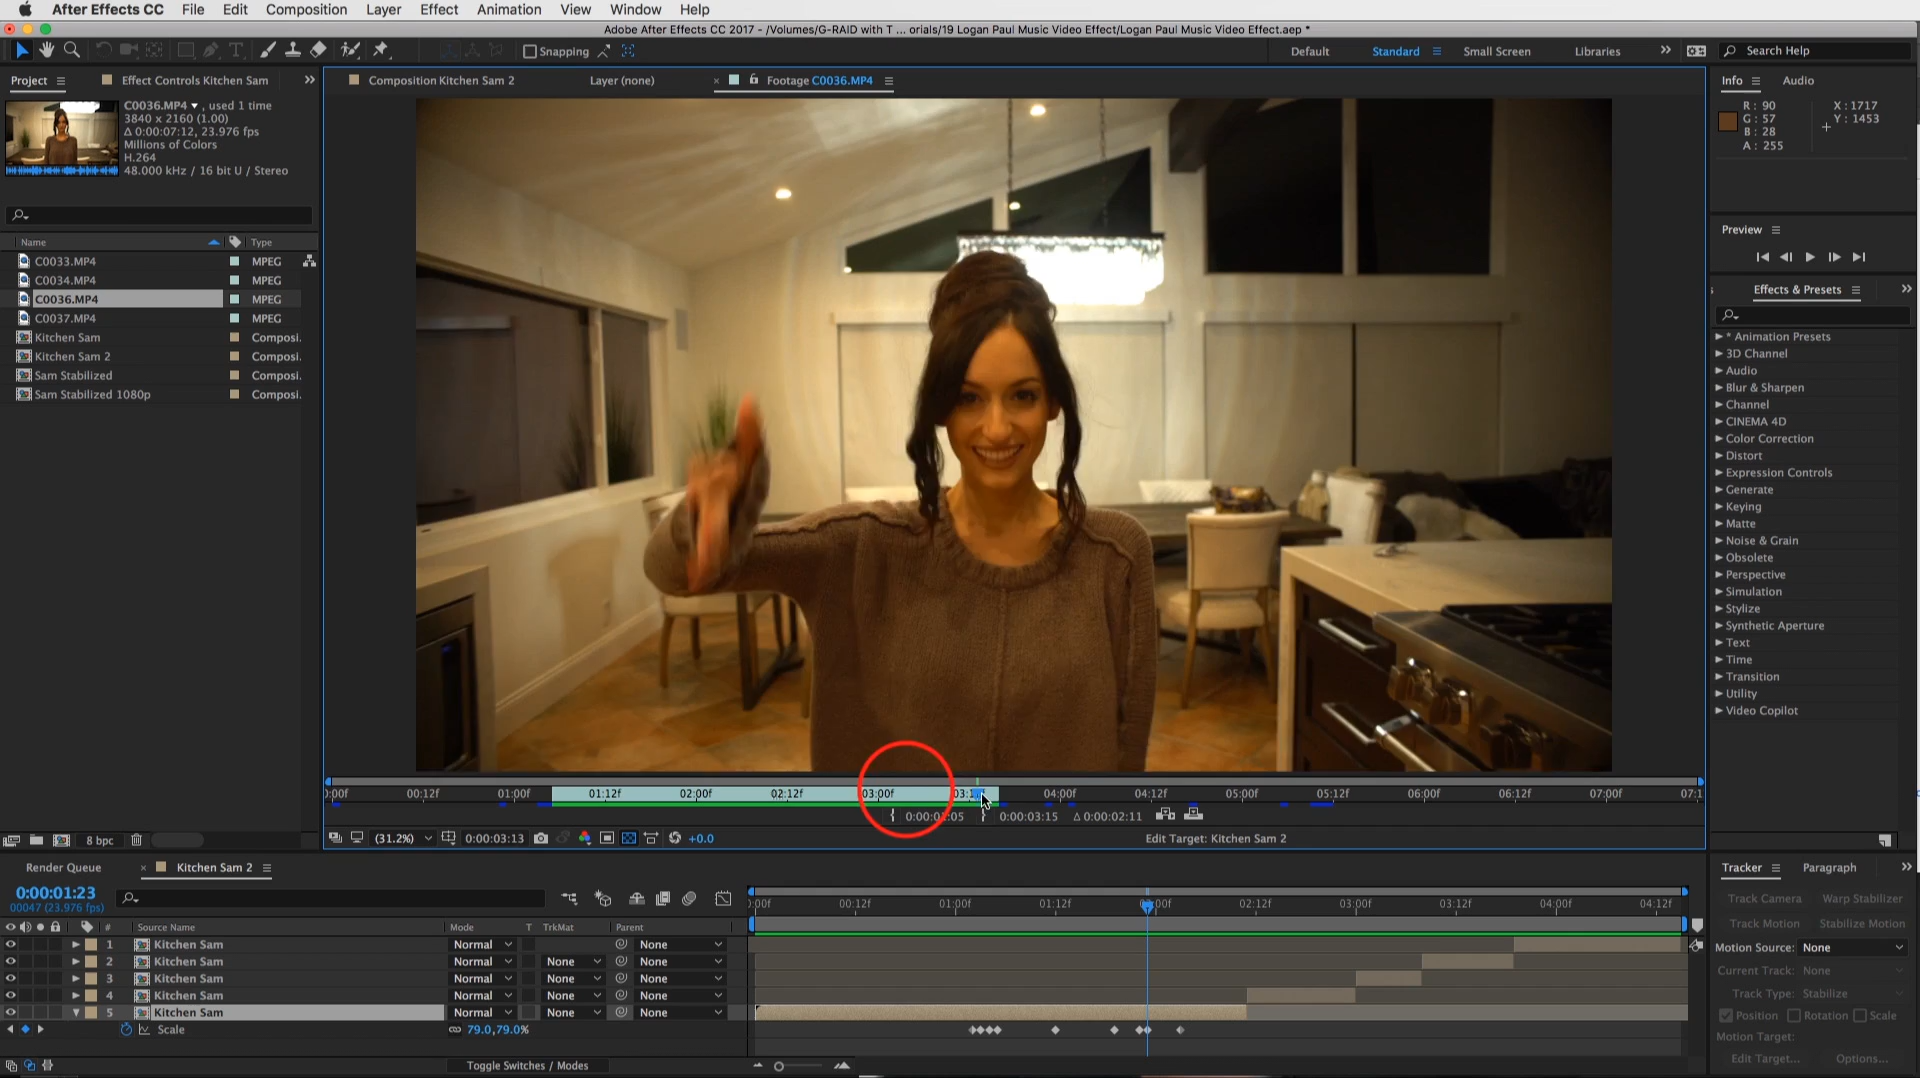 After Effects CC File Edit Composition Layer Effect Animation View Window Help
Adobe After Effects CC 2017 - /Volumes/G-RAID with T ... orials/19 Logan Paul Music Video Effect/Logan Paul Music Video Effect.aep *
Snapping Default Standard Small Screen Libraries Search Help
Project Effect Controls Kitchen Sam Composition Kitchen Sam 2 Layer (none) Footage C0036.MP4 Info Audio
C0036.MP4 , used 1 time
3840 x 2160 (1.00)
Δ 0:00:07:12, 23.976 fps
Millions of Colors
H.264
48.000 kHz / 16 bit U / Stereo
R: 90 X: 1717
G: 57 Y: 1453
B: 28
A: 255
Name Type
C0033.MP4 MPEG
C0034.MP4 MPEG
C0036.MP4 MPEG
C0037.MP4 MPEG
Kitchen Sam Composi.
Kitchen Sam 2 Composi.
Sam Stabilized Composi.
Sam Stabilized 1080p Composi.
Preview
Effects & Presets
* Animation Presets
3D Channel
Audio
Blur & Sharpen
Channel
CINEMA 4D
Color Correction
Distort
Expression Controls
Generate
Keying
Matte
Noise & Grain
Obsolete
Perspective
Simulation
Stylize
Synthetic Aperture
Text
Time
Transition
Utility
Video Copilot
:00f 00:12f 01:00f 01:12f 02:00f 02:12f 03:00f 03:1 04:00f 04:12f 05:00f 05:12f 06:00f 06:12f 07:00f 07:1
0:00:01:05 0:00:03:15 Δ 0:00:02:11
8 bpc (31.2%) 0:00:03:13 +0.0 Edit Target: Kitchen Sam 2
Render Queue Kitchen Sam 2
0:00:01:23
00047 (23.976 fps)
:00f 00:12f 01:00f 01:12f :00f 02:12f 03:00f 03:12f 04:00f 04:12f
# Source Name Mode T TrkMat Parent
1 Kitchen Sam Normal None
2 Kitchen Sam Normal None None
3 Kitchen Sam Normal None None
4 Kitchen Sam Normal None None
5 Kitchen Sam Normal None None
Scale 79.0,79.0%
Toggle Switches / Modes
Tracker Paragraph
Track Camera Warp Stabilizer
Track Motion Stabilize Motion
Motion Source: None
Current Track: None
Track Type: Stabilize
Position Rotation Scale
Motion Target:
Edit Target... Options...